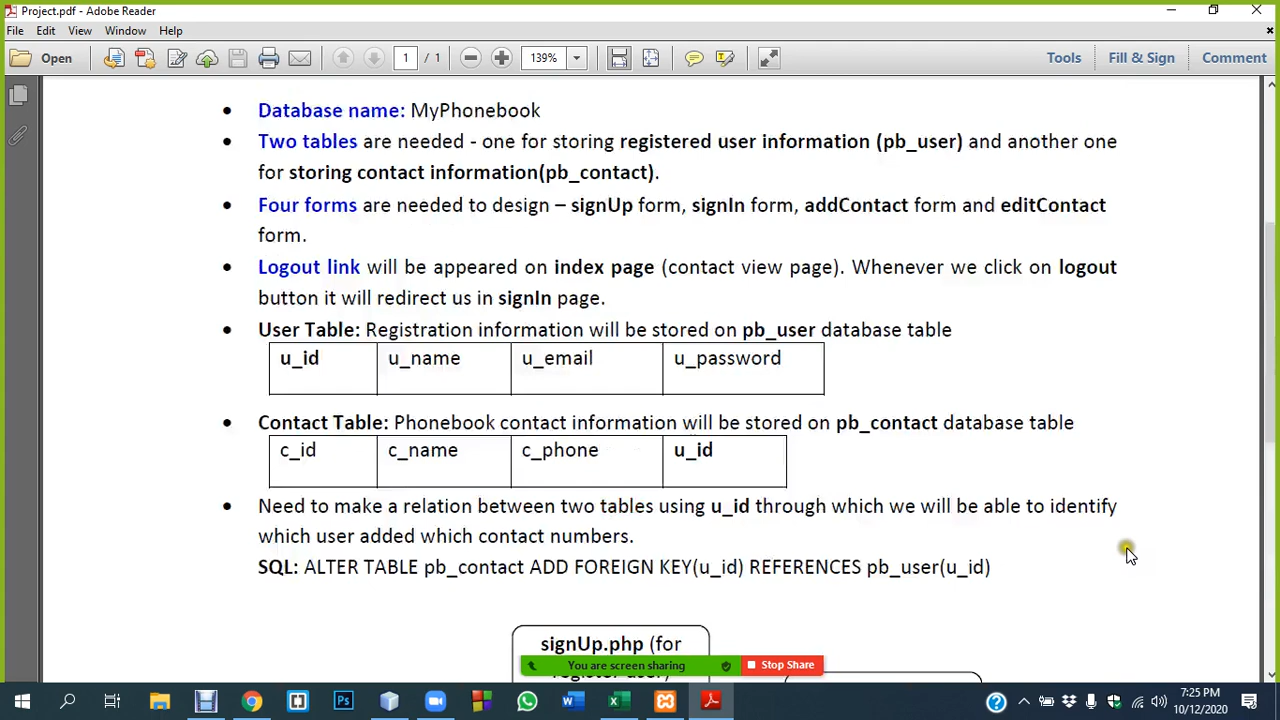 Project.pdf - Adobe Reader
File Edit View Window Help
Open 1 / 1 139% Tools Fill & Sign Comment
• Database name: MyPhonebook
• Two tables are needed - one for storing registered user information (pb_user) and another one
for storing contact information(pb_contact).
• Four forms are needed to design – signUp form, signIn form, addContact form and editContact
form.
• Logout link will be appeared on index page (contact view page). Whenever we click on logout
button it will redirect us in signIn page.
• User Table: Registration information will be stored on pb_user database table
u_id u_name u_email u_password
• Contact Table: Phonebook contact information will be stored on pb_contact database table
c_id c_name c_phone u_id
• Need to make a relation between two tables using u_id through which we will be able to identify
which user added which contact numbers.
SQL: ALTER TABLE pb_contact ADD FOREIGN KEY(u_id) REFERENCES pb_user(u_id)
signUp.php (for
You are screen sharing Stop Share
7:25 PM
10/12/2020